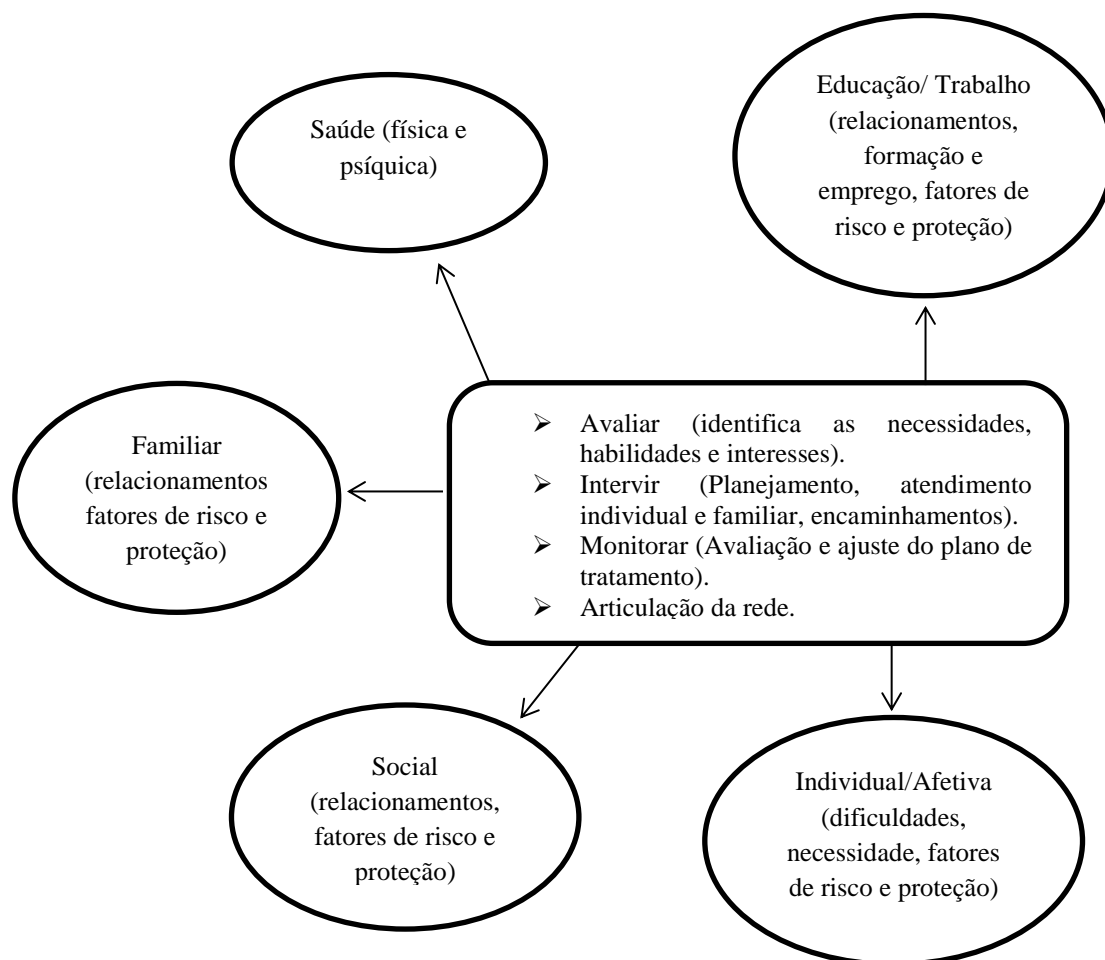 Saúde (física e
psíquica)
Educação/ Trabalho
(relacionamentos,
formação e
emprego, fatores de
risco e proteção)
Familiar
(relacionamentos
fatores de risco e
proteção)
➢ Avaliar (identifica as necessidades,
habilidades e interesses).
➢ Intervir (Planejamento, atendimento
individual e familiar, encaminhamentos).
➢ Monitorar (Avaliação e ajuste do plano de
tratamento).
➢ Articulação da rede.
Social
(relacionamentos,
fatores de risco e
proteção)
Individual/Afetiva
(dificuldades,
necessidade, fatores
de risco e proteção)